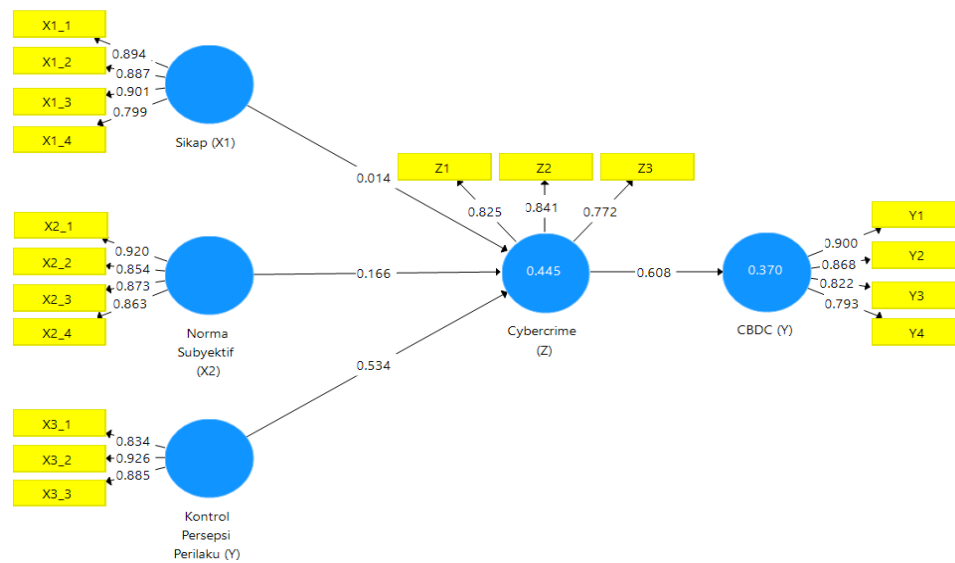 X1_1
0.894
X1_2
0.887
X1_3
0.901
0.799
X1_4
Sikap (X1)
0.014
Z1
Z2
Z3
0.825
0.841
0.772
X2_1
0.920
X2_2
0.854
X2_3
0.873
0.863
X2_4
Norma
Subyektif
(X2)
0.166
0.445
Cybercrime
(Z)
0.608
0.370
CBDC (Y)
Y1
0.900
Y2
0.868
0.822
Y3
0.793
Y4
0.534
X3_1
0.834
X3_2
0.926
0.885
X3_3
Kontrol
Persepsi
Perilaku (Y)